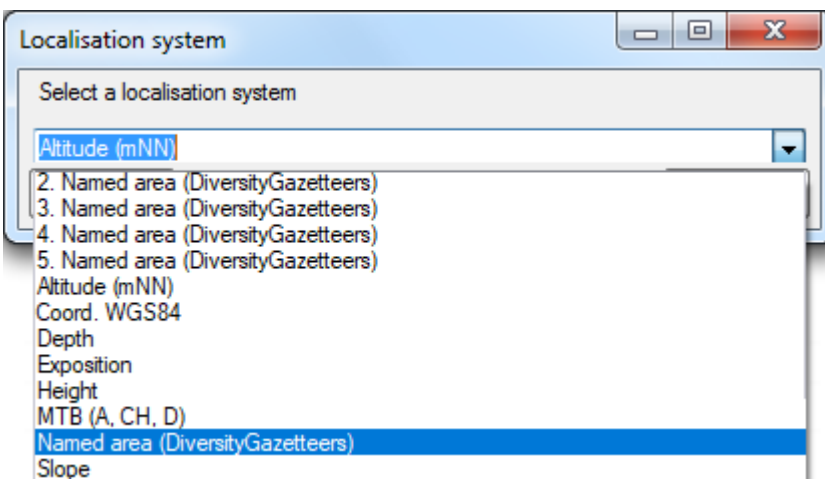 Localisation system
Select a localisation system
Altitude (mNN)
2. Named area (DiversityGazetteers)
3. Named area (DiversityGazetteers)
4. Named area (DiversityGazetteers)
5. Named area (DiversityGazetteers)
Altitude (mNN)
Coord. WGS84
Depth
Exposition
Height
MTB (A, CH, D)
Named area (DiversityGazetteers)
Slope